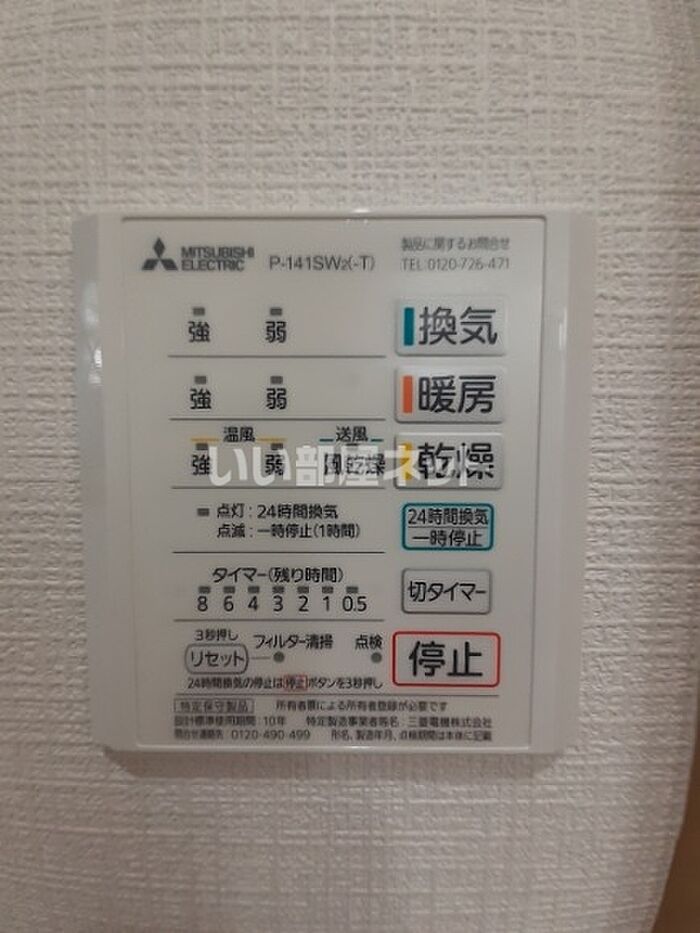 MITSUBISHI
ELECTRIC
P-141SW2(-T)
製品に関するお問合せ
TEL 0120-726-471
強 弱 換気
強 弱 暖房
温風 送風
強 弱 風乾燥 乾燥
いい部屋ネット
点灯：24時間換気
点滅：一時停止(1時間)
24時間換気
一時停止
タイマー(残り時間)
8 6 4 3 2 1 0.5
切タイマー
3秒押し
リセット フィルター清掃 点検
停止
24時間換気の停止は停止ボタンを3秒押し
特定保守製品 所有者票による所有者登録が必要です
設計標準使用期間：10年 特定製造事業者等名：三菱電機株式会社
問合せ連絡先 0120-490-499 形名、製造年月、点検期間は本体に記載